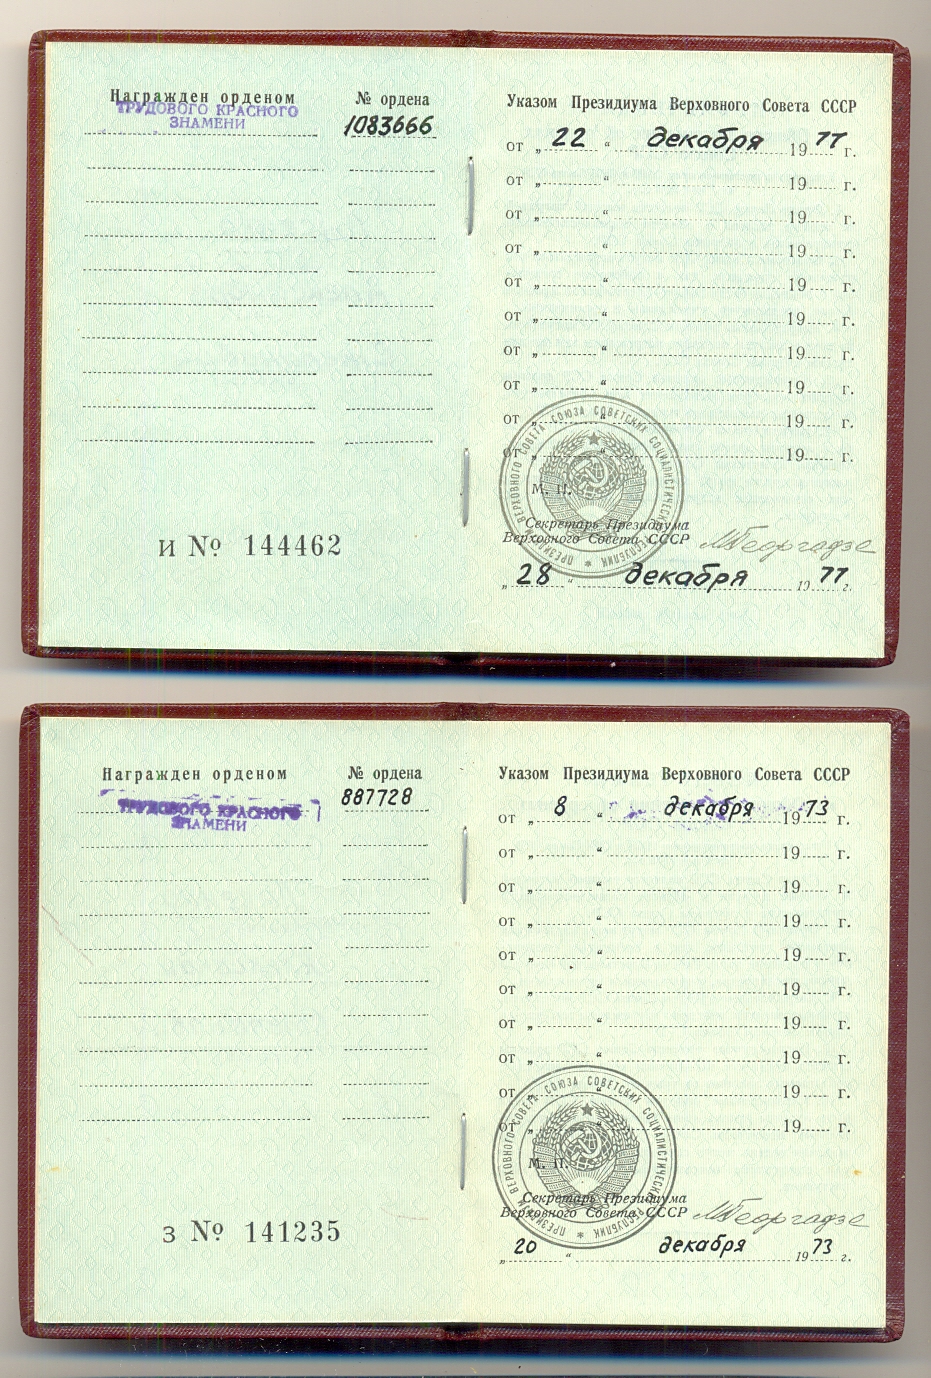 Награжден орденом № ордена
ТРУДОВОГО КРАСНОГО
ЗНАМЕНИ 1083666
И № 144462
Указом Президиума Верховного Совета СССР
от „ 22 “ декабря 1977 г.
от „ “ 19 г.
от „ “ 19 г.
от „ “ 19 г.
от „ “ 19 г.
от „ “ 19 г.
от „ “ 19 г.
от „ “ 19 г.
от „ “ 19 г.
от „ “ 19 г.
ПРЕЗИДИУМ ВЕРХОВНОГО СОВЕТА СОЮЗА СОВЕТСКИХ СОЦИАЛИСТИЧЕСКИХ РЕСПУБЛИК
М. П.
Секретарь Президиума
Верховного Совета СССР МГеоргадзе
„ 28 “ декабря 1977 г.
Награжден орденом № ордена
ТРУДОВОГО КРАСНОГО
ЗНАМЕНИ 887728
З № 141235
Указом Президиума Верховного Совета СССР
от „ 8 “ декабря 1973 г.
от „ “ 19 г.
от „ “ 19 г.
от „ “ 19 г.
от „ “ 19 г.
от „ “ 19 г.
от „ “ 19 г.
от „ “ 19 г.
от „ “ 19 г.
от „ “ 19 г.
ПРЕЗИДИУМ ВЕРХОВНОГО СОВЕТА СОЮЗА СОВЕТСКИХ СОЦИАЛИСТИЧЕСКИХ РЕСПУБЛИК
М. П.
Секретарь Президиума
Верховного Совета СССР МГеоргадзе
„ 20 “ декабря 1973 г.